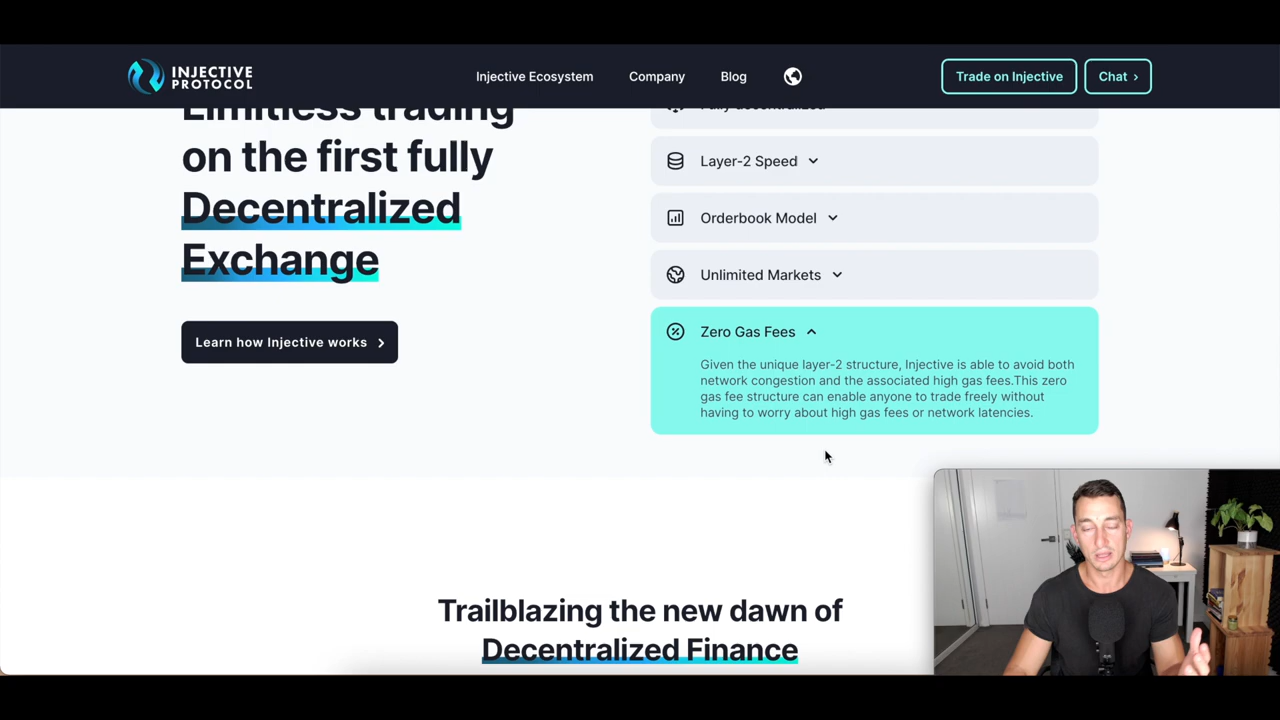 INJECTIVE
PROTOCOL
Injective Ecosystem
Company
Blog
Trade on Injective
Chat ›
Limitless trading
on the first fully
Decentralized
Exchange
Learn how Injective works
Fully decentralized
Layer-2 Speed
Orderbook Model
Unlimited Markets
Zero Gas Fees
Given the unique layer-2 structure, Injective is able to avoid both
network congestion and the associated high gas fees.This zero
gas fee structure can enable anyone to trade freely without
having to worry about high gas fees or network latencies.
Trailblazing the new dawn of
Decentralized Finance